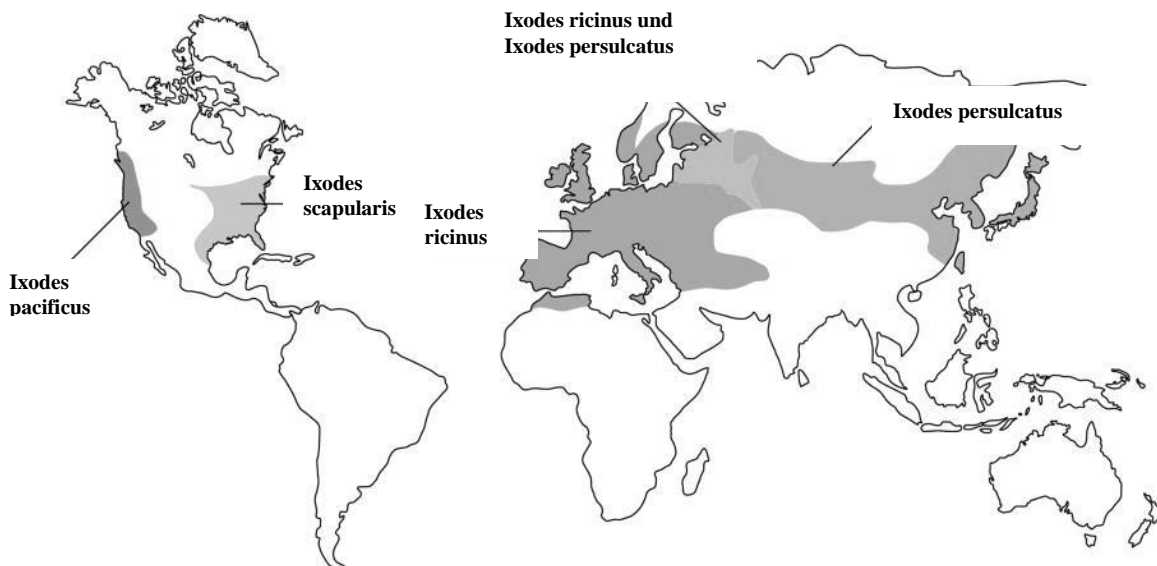 Ixodes ricinus und
Ixodes persulcatus
Ixodes persulcatus
Ixodes
scapularis
Ixodes
ricinus
Ixodes
pacificus